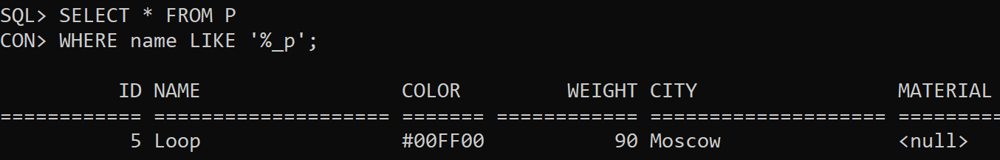 SQL> SELECT * FROM P
CON> WHERE name LIKE '%_p';
ID NAME COLOR WEIGHT CITY MATERIAL
============ ==================== ======= ============ ==================== =========
5 Loop #00FF00 90 Moscow <null>